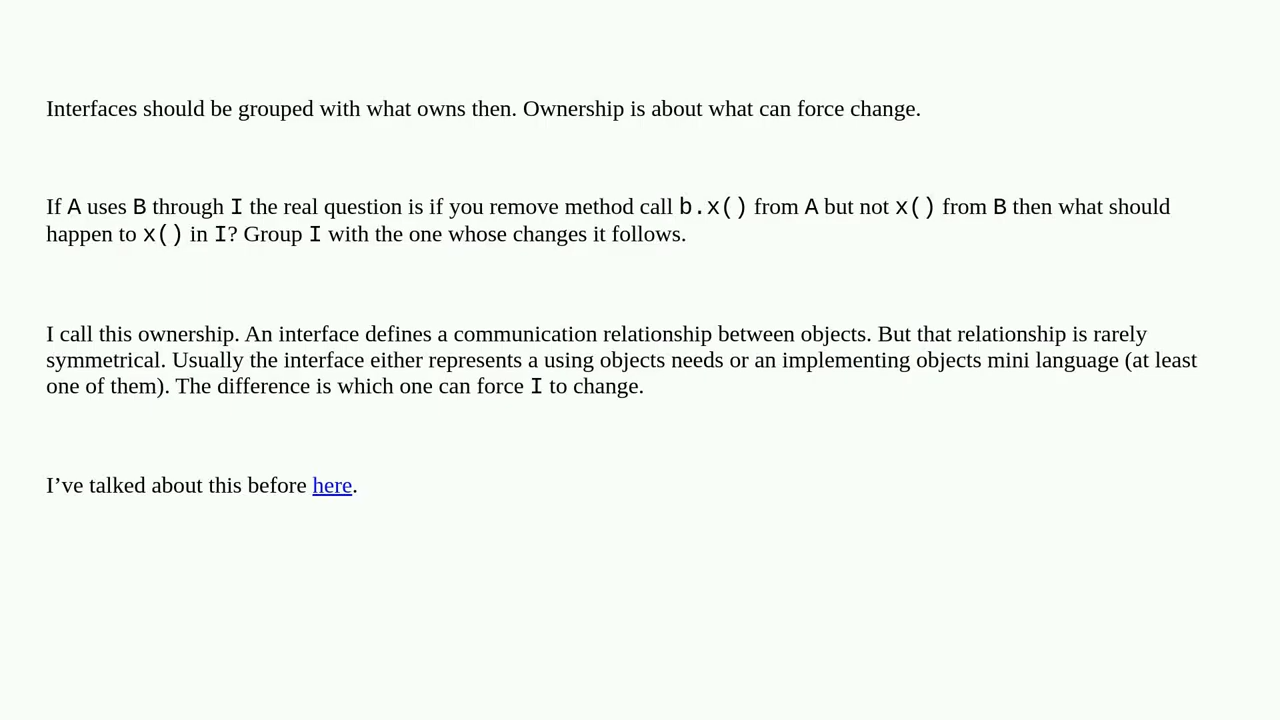 Interfaces should be grouped with what owns then. Ownership is about what can force change.
If A uses B through I the real question is if you remove method call b.x() from A but not x() from B then what should
happen to x() in I? Group I with the one whose changes it follows.
I call this ownership. An interface defines a communication relationship between objects. But that relationship is rarely
symmetrical. Usually the interface either represents a using objects needs or an implementing objects mini language (at least
one of them). The difference is which one can force I to change.
I’ve talked about this before here.